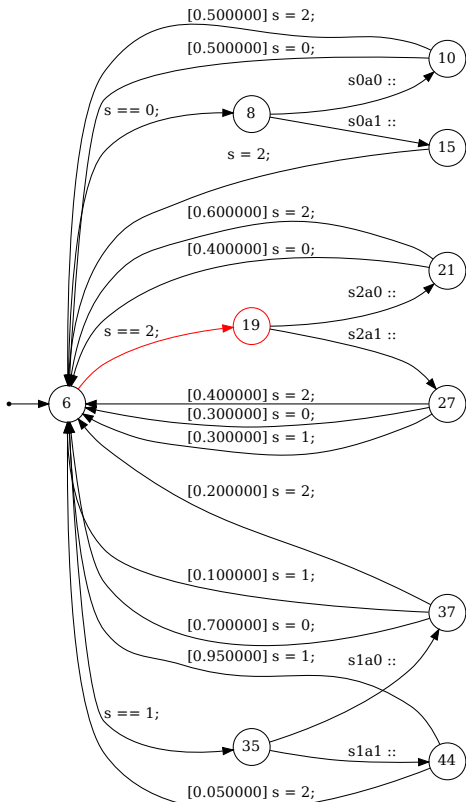 [0.500000] s = 2;
[0.500000] s = 0;
10
s0a0 ::
s == 0;
8
s0a1 ::
15
s = 2;
[0.600000] s = 2;
[0.400000] s = 0;
21
s2a0 ::
s == 2;
19
s2a1 ::
6
[0.400000] s = 2;
27
[0.300000] s = 0;
[0.300000] s = 1;
[0.200000] s = 2;
[0.100000] s = 1;
37
[0.700000] s = 0;
[0.950000] s = 1;
s1a0 ::
s == 1;
35
s1a1 ::
44
[0.050000] s = 2;